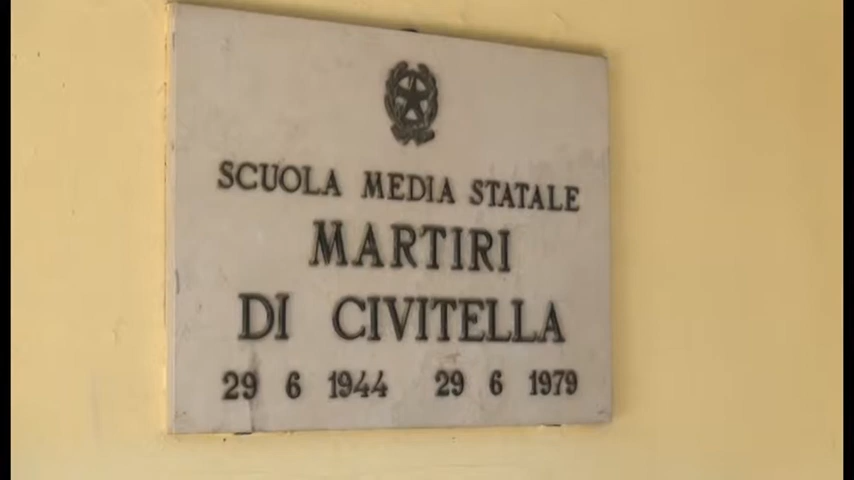 SCUOLA MEDIA STATALE
MARTIRI
DI CIVITELLA
29 6 1944 29 6 1979